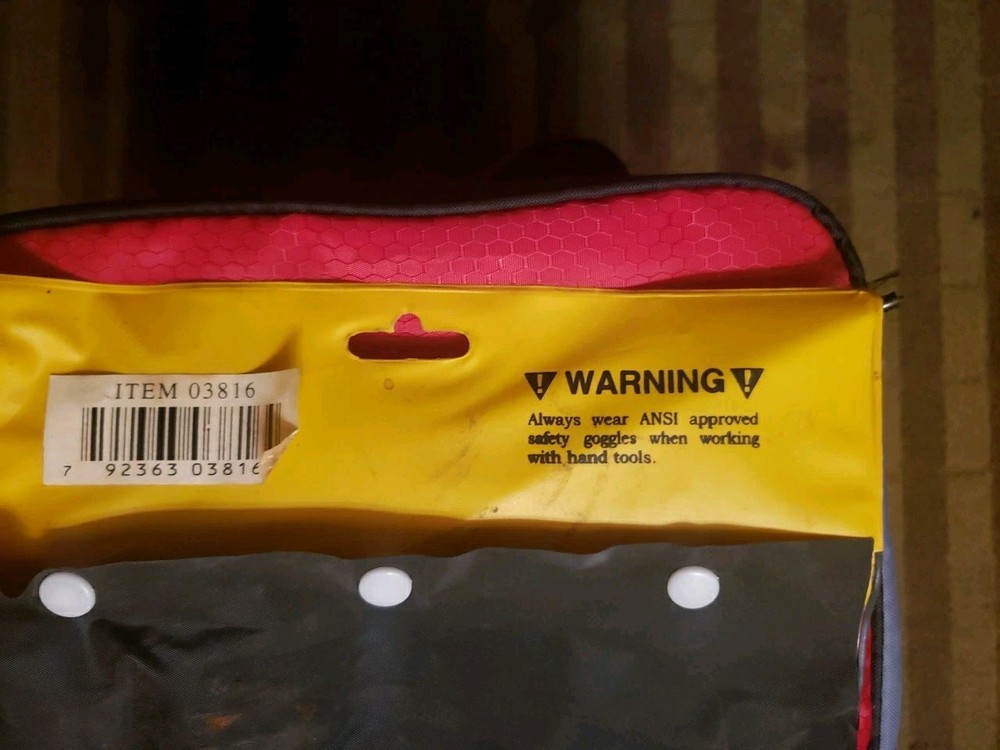 ITEM 03816
7 92363 03816
! WARNING !
Always wear ANSI approved
safety goggles when working
with hand tools.